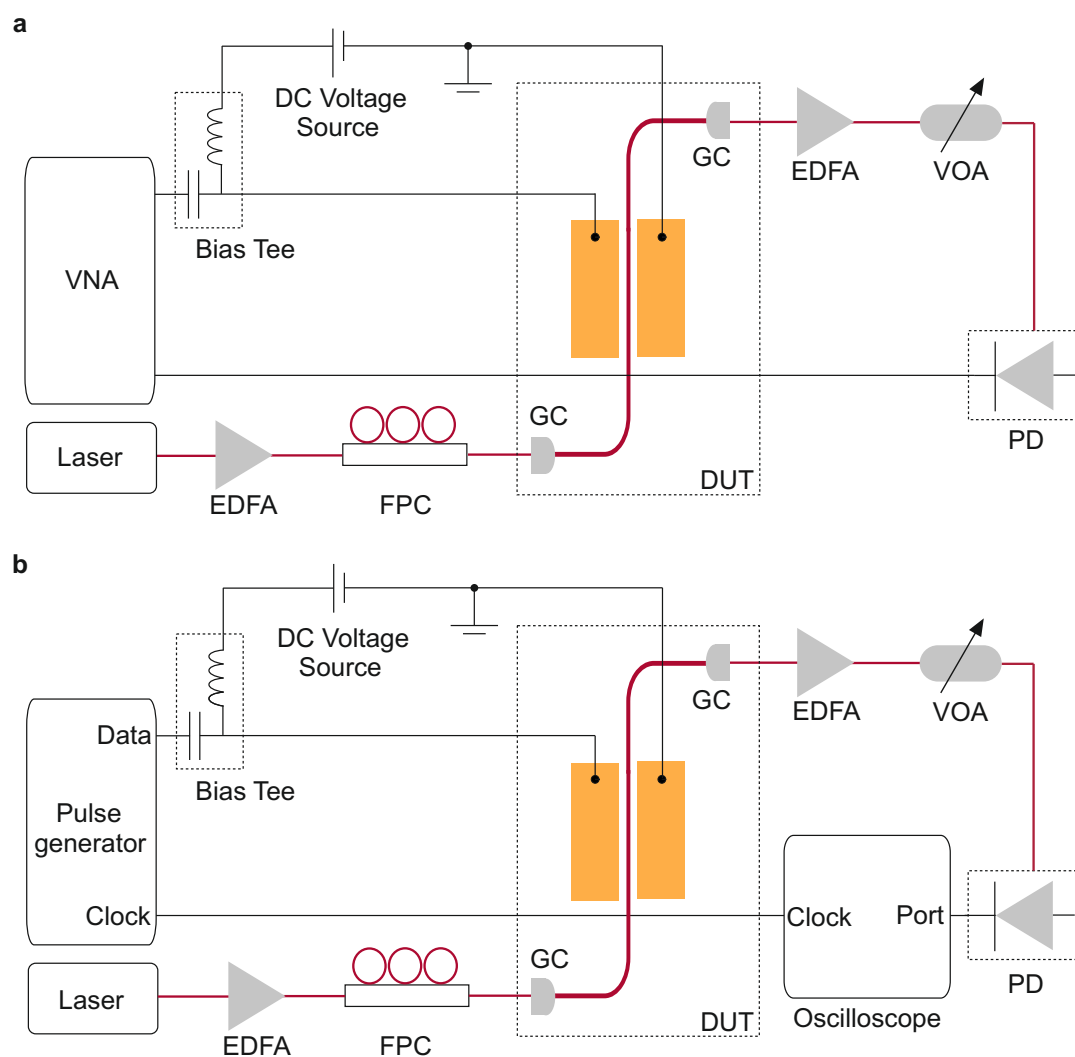 a
DC Voltage
Source
GC
EDFA
VOA
Bias Tee
VNA
GC
PD
Laser
EDFA
FPC
DUT
b
DC Voltage
Source
GC
EDFA
VOA
Data
Bias Tee
Pulse
generator
Clock
Clock
Port
GC
PD
Laser
EDFA
FPC
DUT
Oscilloscope